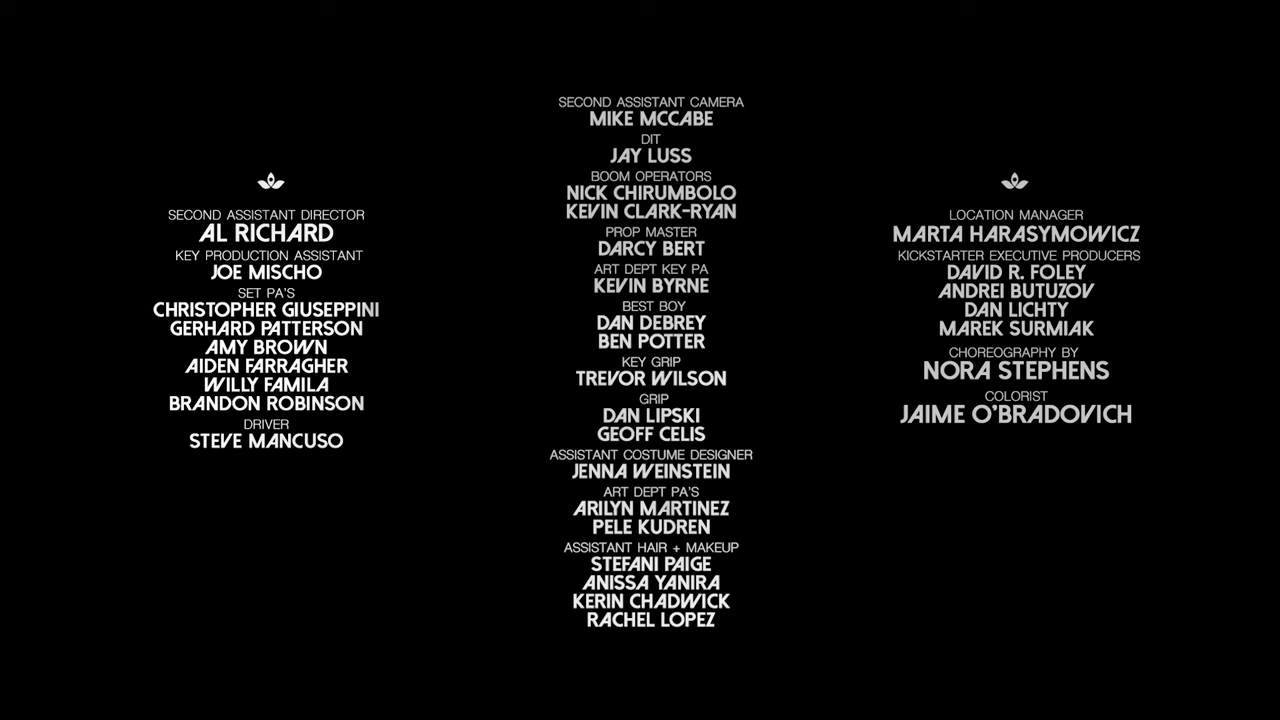 SECOND ASSISTANT DIRECTOR
AL RICHARD
KEY PRODUCTION ASSISTANT
JOE MISCHO
SET PA'S
CHRISTOPHER GIUSEPPINI
GERHARD PATTERSON
AMY BROWN
AIDEN FARRAGHER
WILLY FAMILA
BRANDON ROBINSON
DRIVER
STEVE MANCUSO
SECOND ASSISTANT CAMERA
MIKE MCCABE
DIT
JAY LUSS
BOOM OPERATORS
NICK CHIRUMBOLO
KEVIN CLARK-RYAN
PROP MASTER
DARCY BERT
ART DEPT KEY PA
KEVIN BYRNE
BEST BOY
DAN DEBREY
BEN POTTER
KEY GRIP
TREVOR WILSON
GRIP
DAN LIPSKI
GEOFF CELIS
ASSISTANT COSTUME DESIGNER
JENNA WEINSTEIN
ART DEPT PA'S
ARILYN MARTINEZ
PELE KUDREN
ASSISTANT HAIR + MAKEUP
STEFANI PAIGE
ANISSA YANIRA
KERIN CHADWICK
RACHEL LOPEZ
LOCATION MANAGER
MARTA HARASYMOWICZ
KICKSTARTER EXECUTIVE PRODUCERS
DAVID R. FOLEY
ANDREI BUTUZOV
DAN LICHTY
MAREK SURMIAK
CHOREOGRAPHY BY
NORA STEPHENS
COLORIST
JAIME O'BRADOVICH